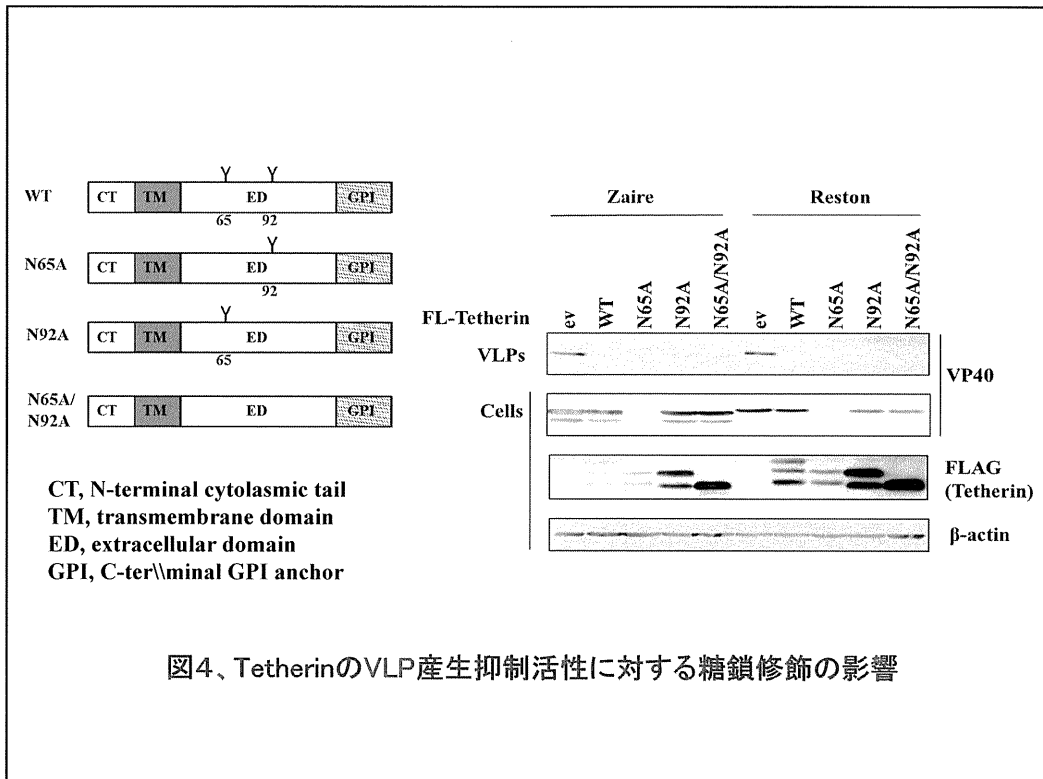 WT
Y Y
CT TM ED GPI
65 92
N65A
Y
CT TM ED GPI
92
N92A
Y
CT TM ED GPI
65
N65A/
N92A
CT TM ED GPI
CT, N-terminal cytolasmic tail
TM, transmembrane domain
ED, extracellular domain
GPI, C-ter\\minal GPI anchor
Zaire Reston
FL-Tetherin ev WT N65A N92A N65A/N92A ev WT N65A N92A N65A/N92A
VLPs
VP40
Cells
FLAG
(Tetherin)
β-actin
図4、TetherinのVLP産生抑制活性に対する糖鎖修飾の影響